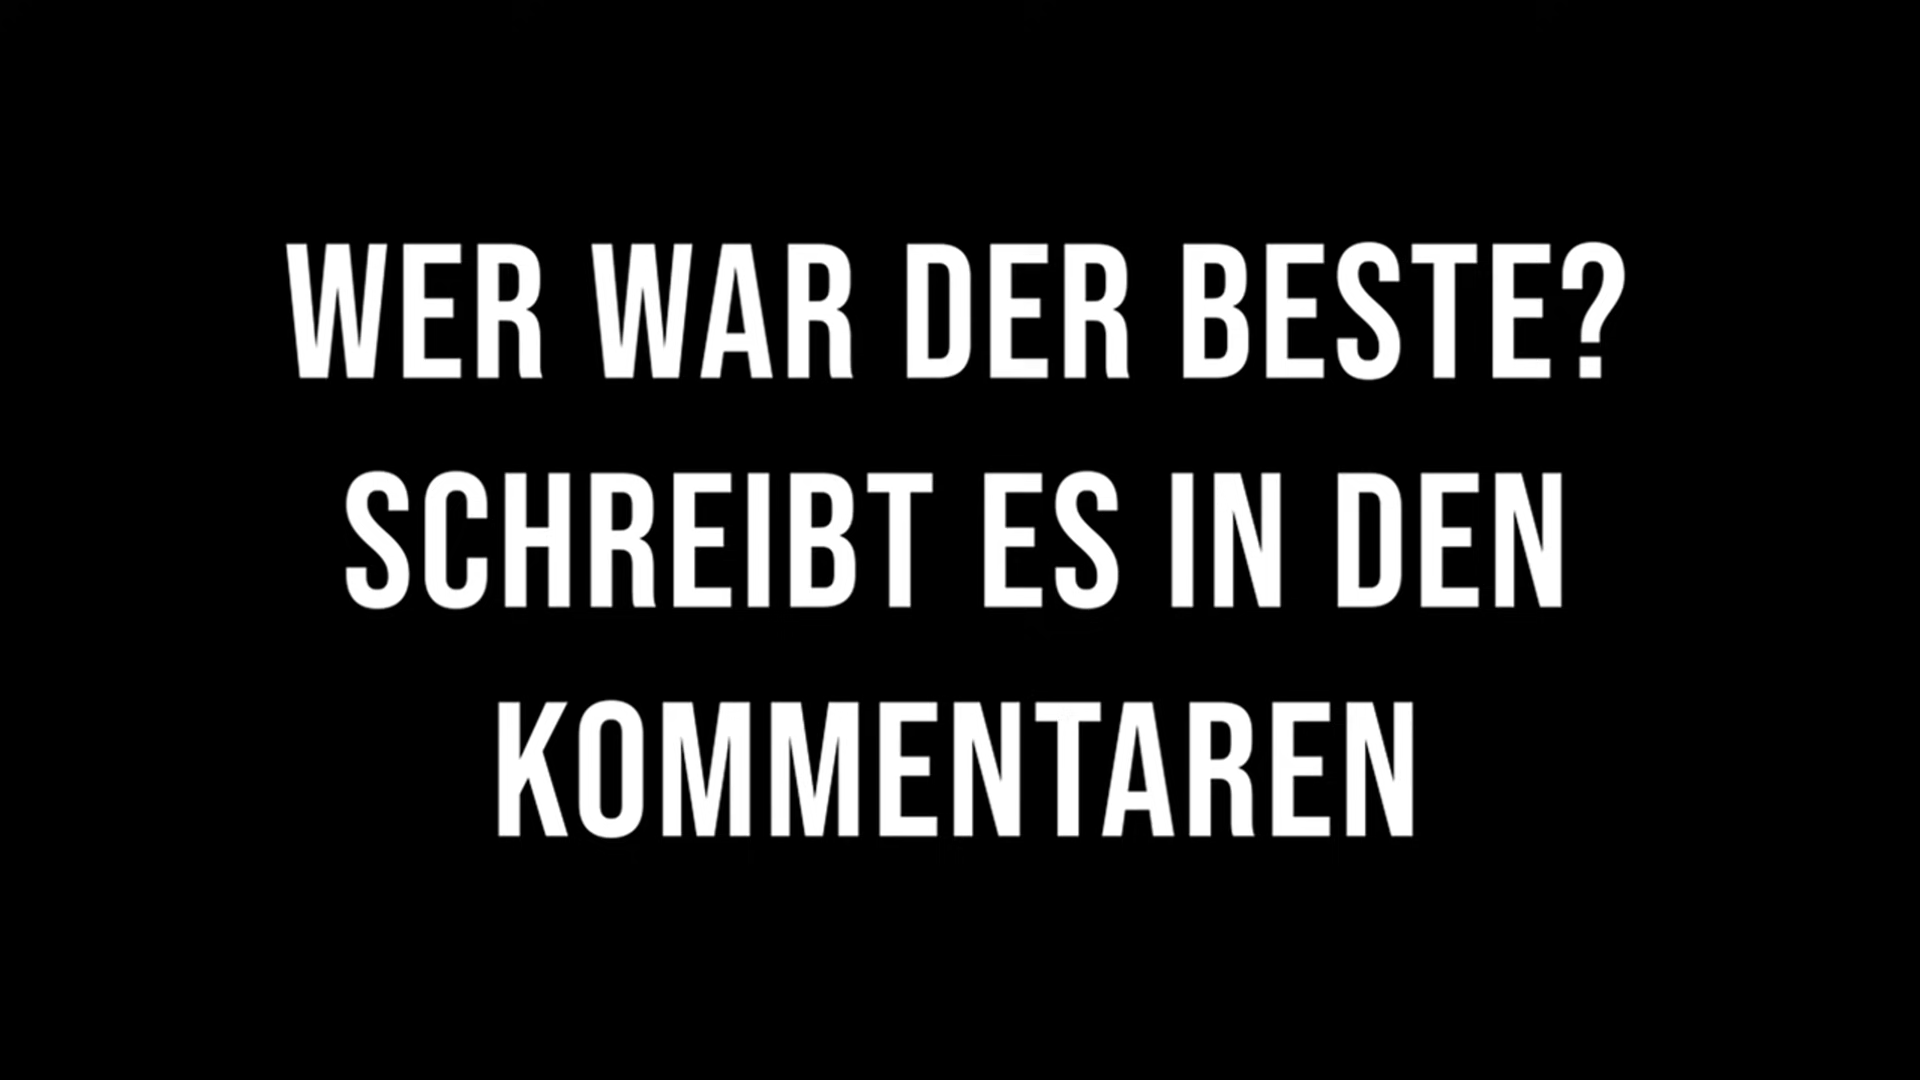 WER WAR DER BESTE?
SCHREIBT ES IN DEN
KOMMENTAREN